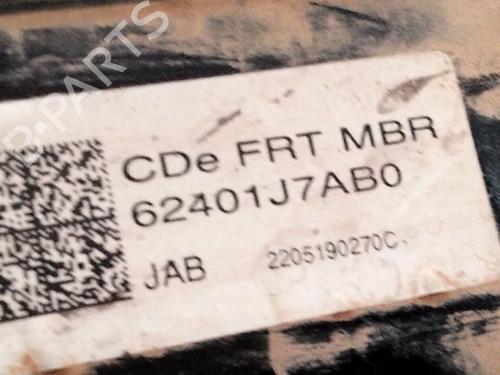 B-PARTS
CDe FRT MBR
62401J7AB0
JAB 2205190270C